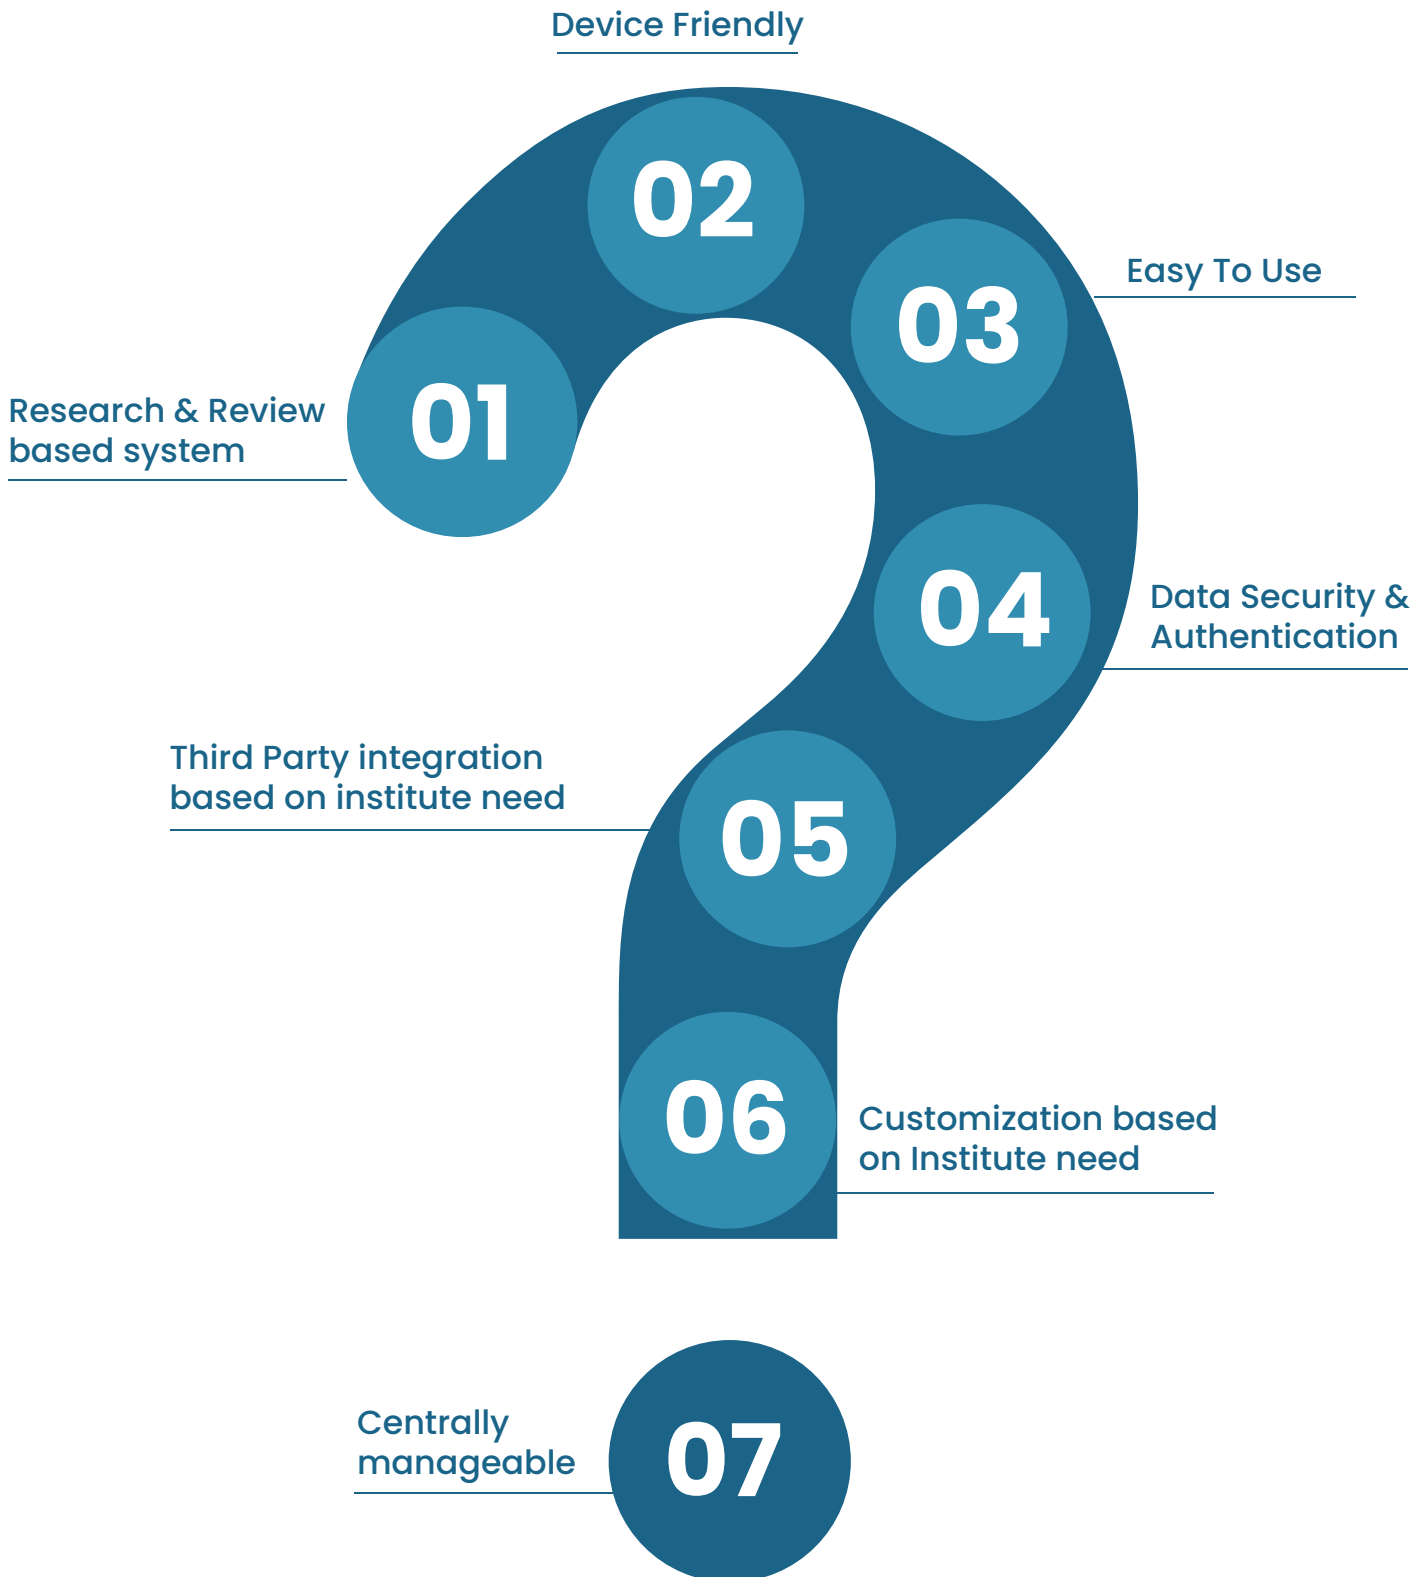 Device Friendly
02
03
Easy To Use
01
Research & Review
based system
04
Data Security &
Authentication
Third Party integration
based on institute need
05
06
Customization based
on Institute need
Centrally
manageable
07